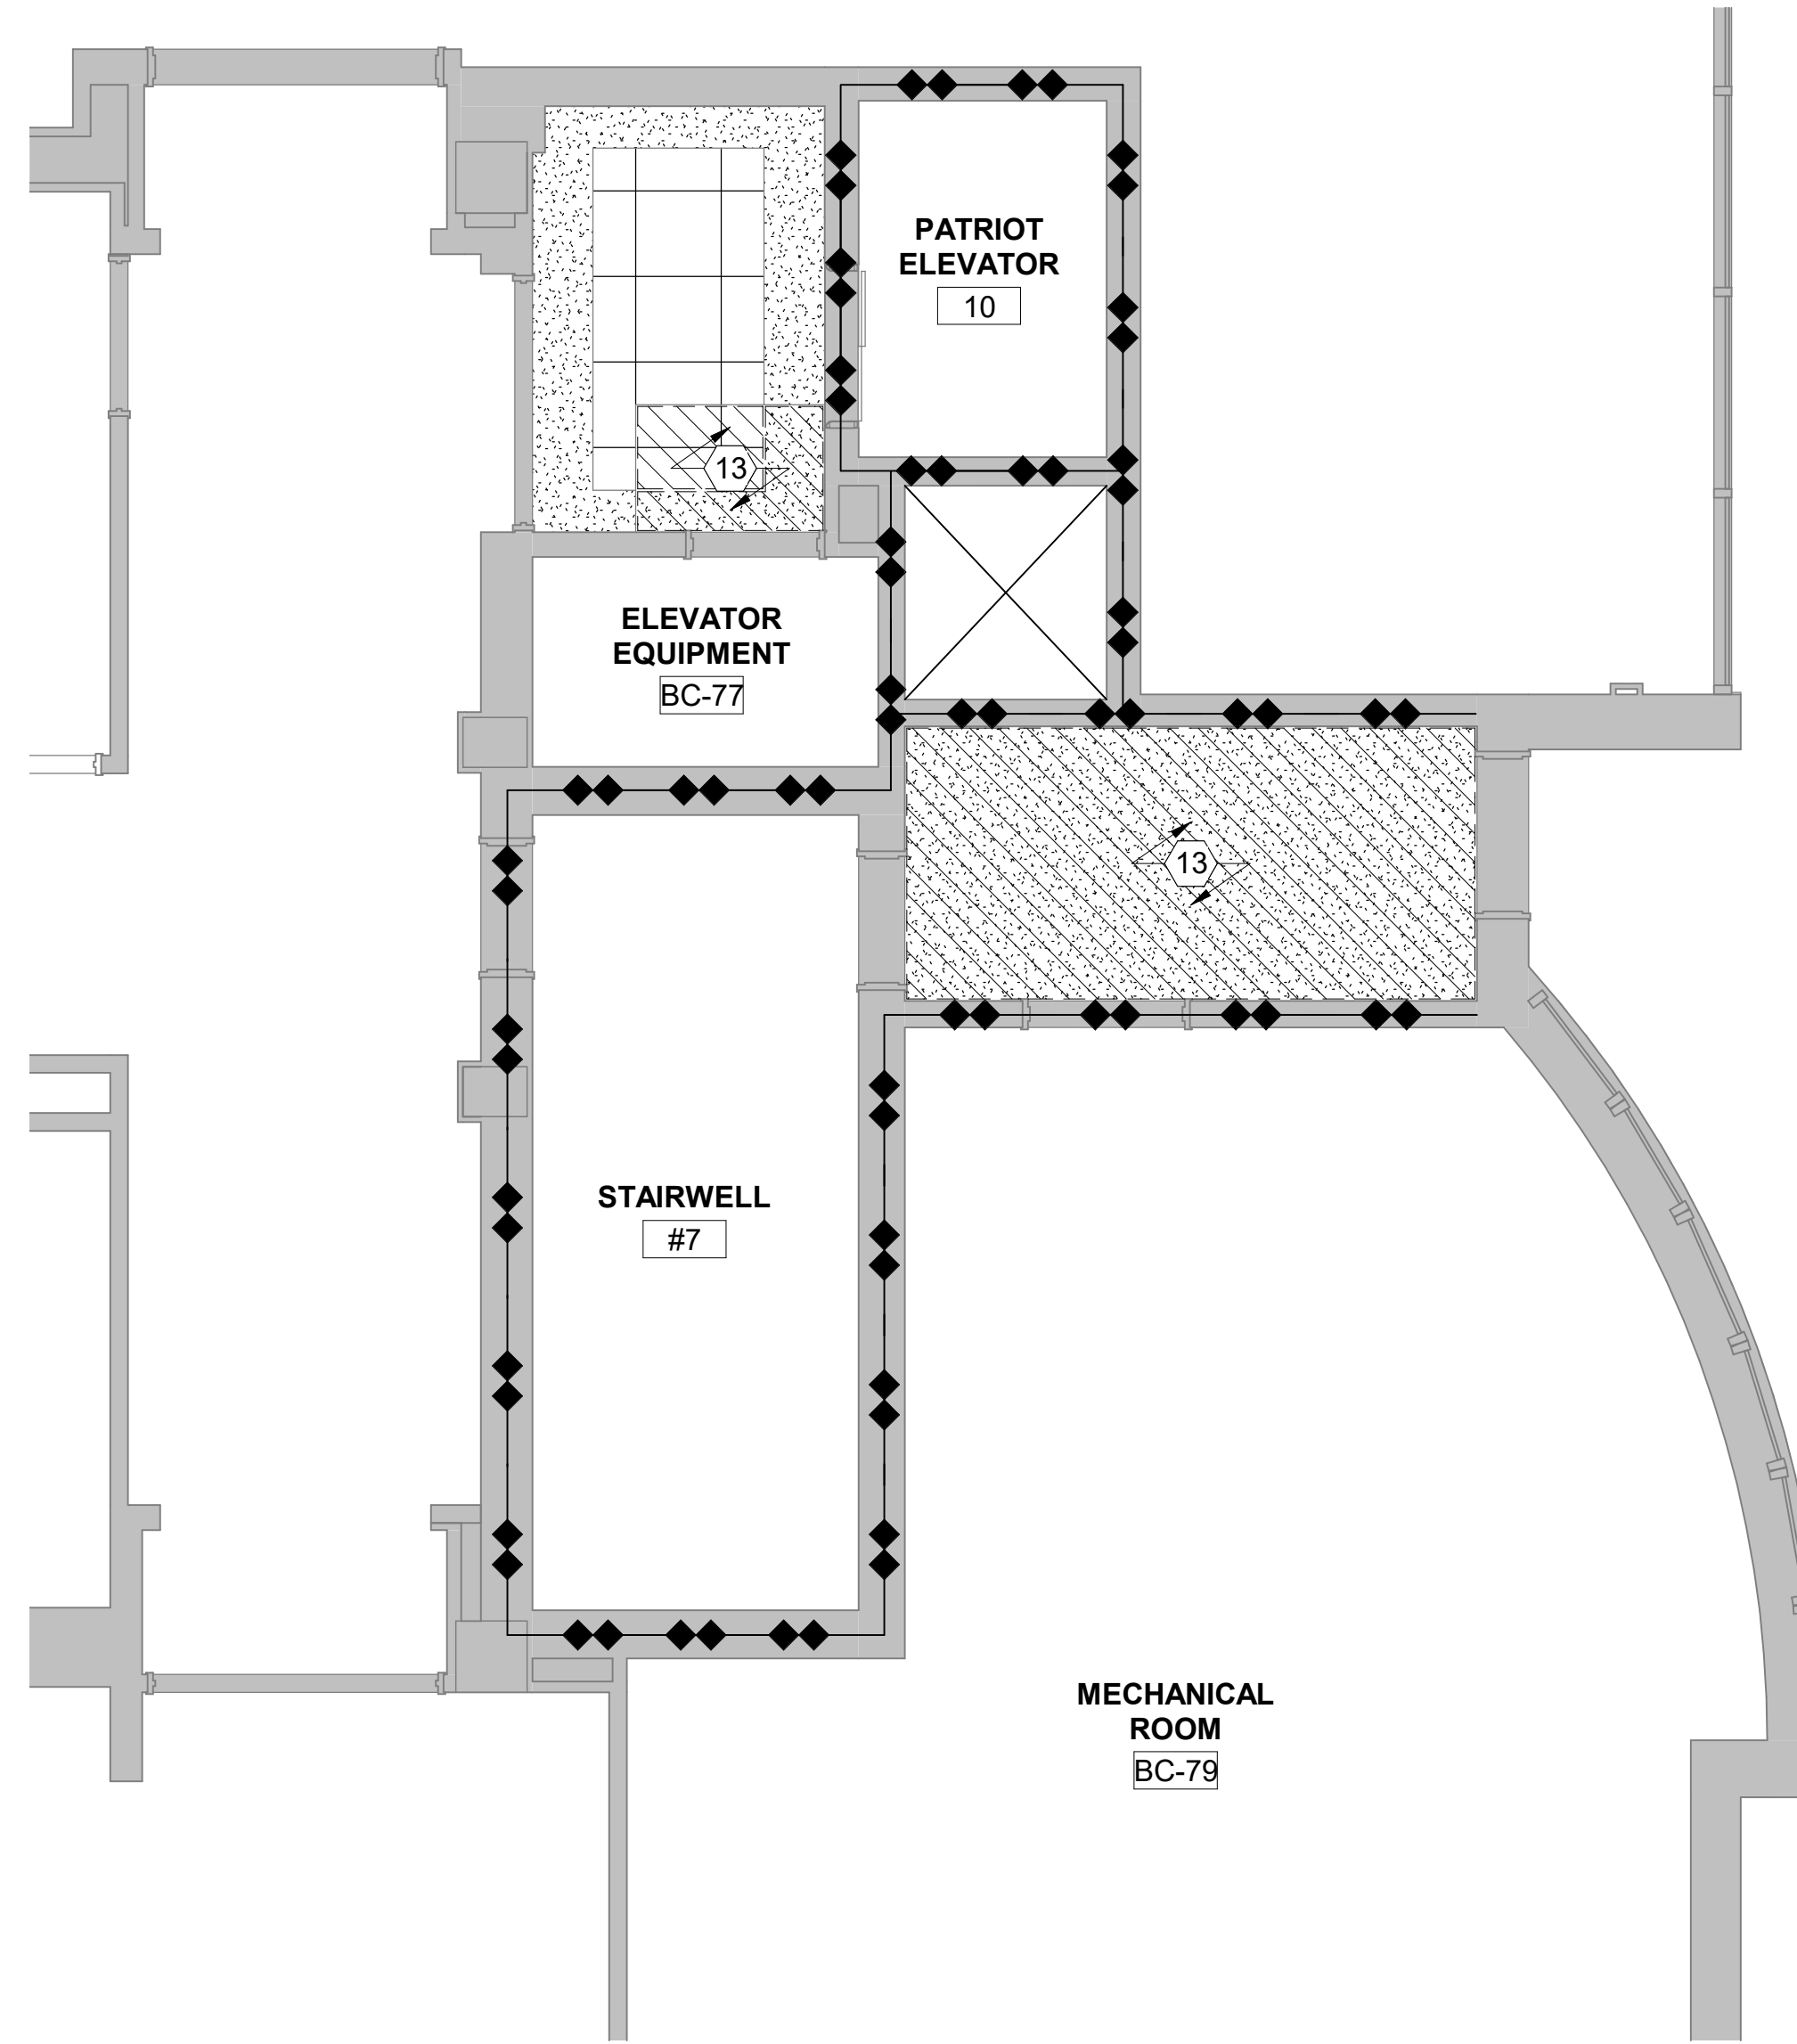 PATRIOT
ELEVATOR
10
13
ELEVATOR
EQUIPMENT
BC-77
13
STAIRWELL
#7
MECHANICAL
ROOM
BC-79